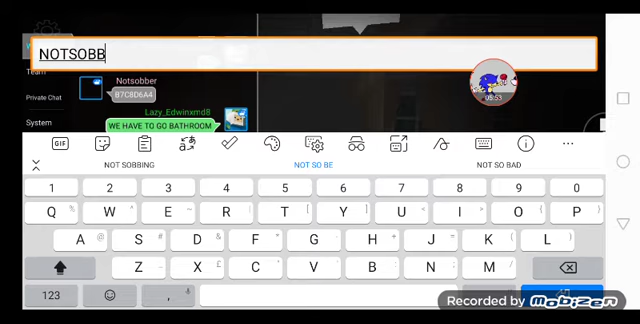 NOTSOBB
Team
Notsobber
B7C8D6A4
Private Chat
Lazy_Edwinxmd8
System
WE HAVE TO GO BATHROOM
05:53
GIF
NOT SOBBING NOT SO BE NOT SO BAD
1 2 3 4 5 6 7 8 9 0
Q W E R T Y U I O P
A S D F G H J K L
Z X C V B N M
123 ,
Recorded by Mobizen